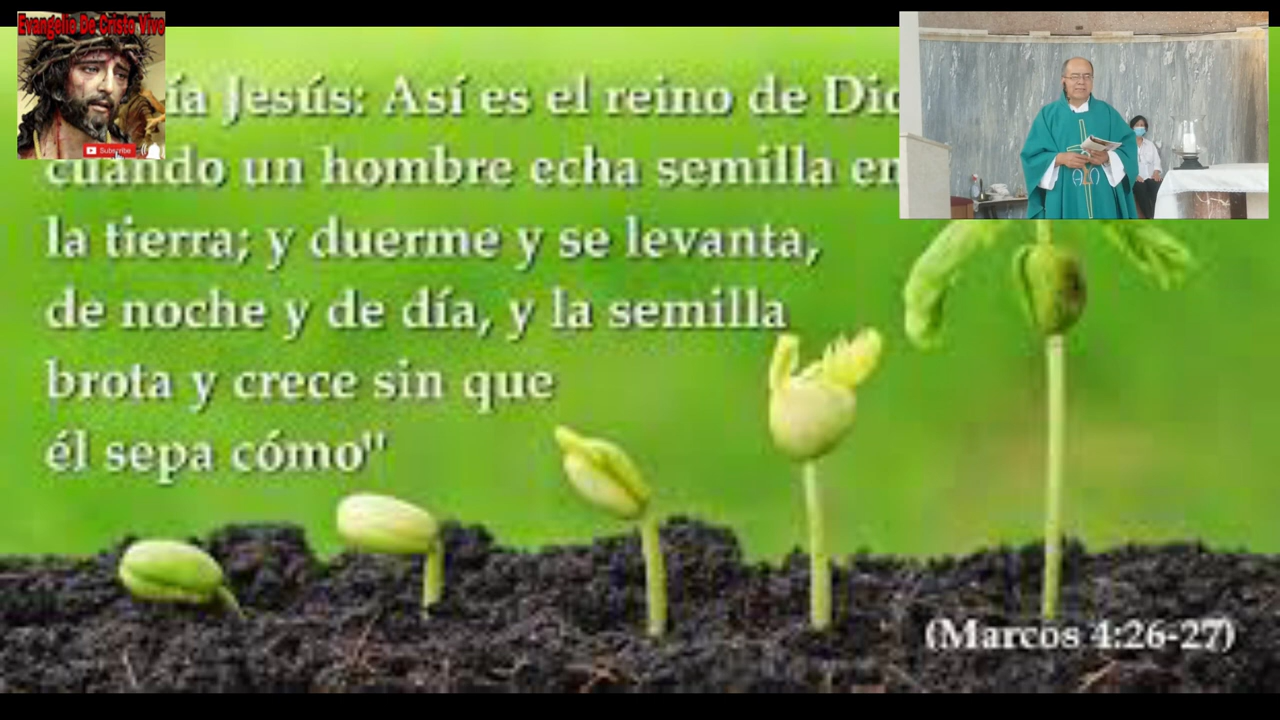 Evangelio De Cristo Vivo
Subscribe
ía Jesús: Así es el reino de Dio
cuando un hombre echa semilla en
la tierra; y duerme y se levanta,
de noche y de día, y la semilla
brota y crece sin que
él sepa cómo"
(Marcos 4:26-27)